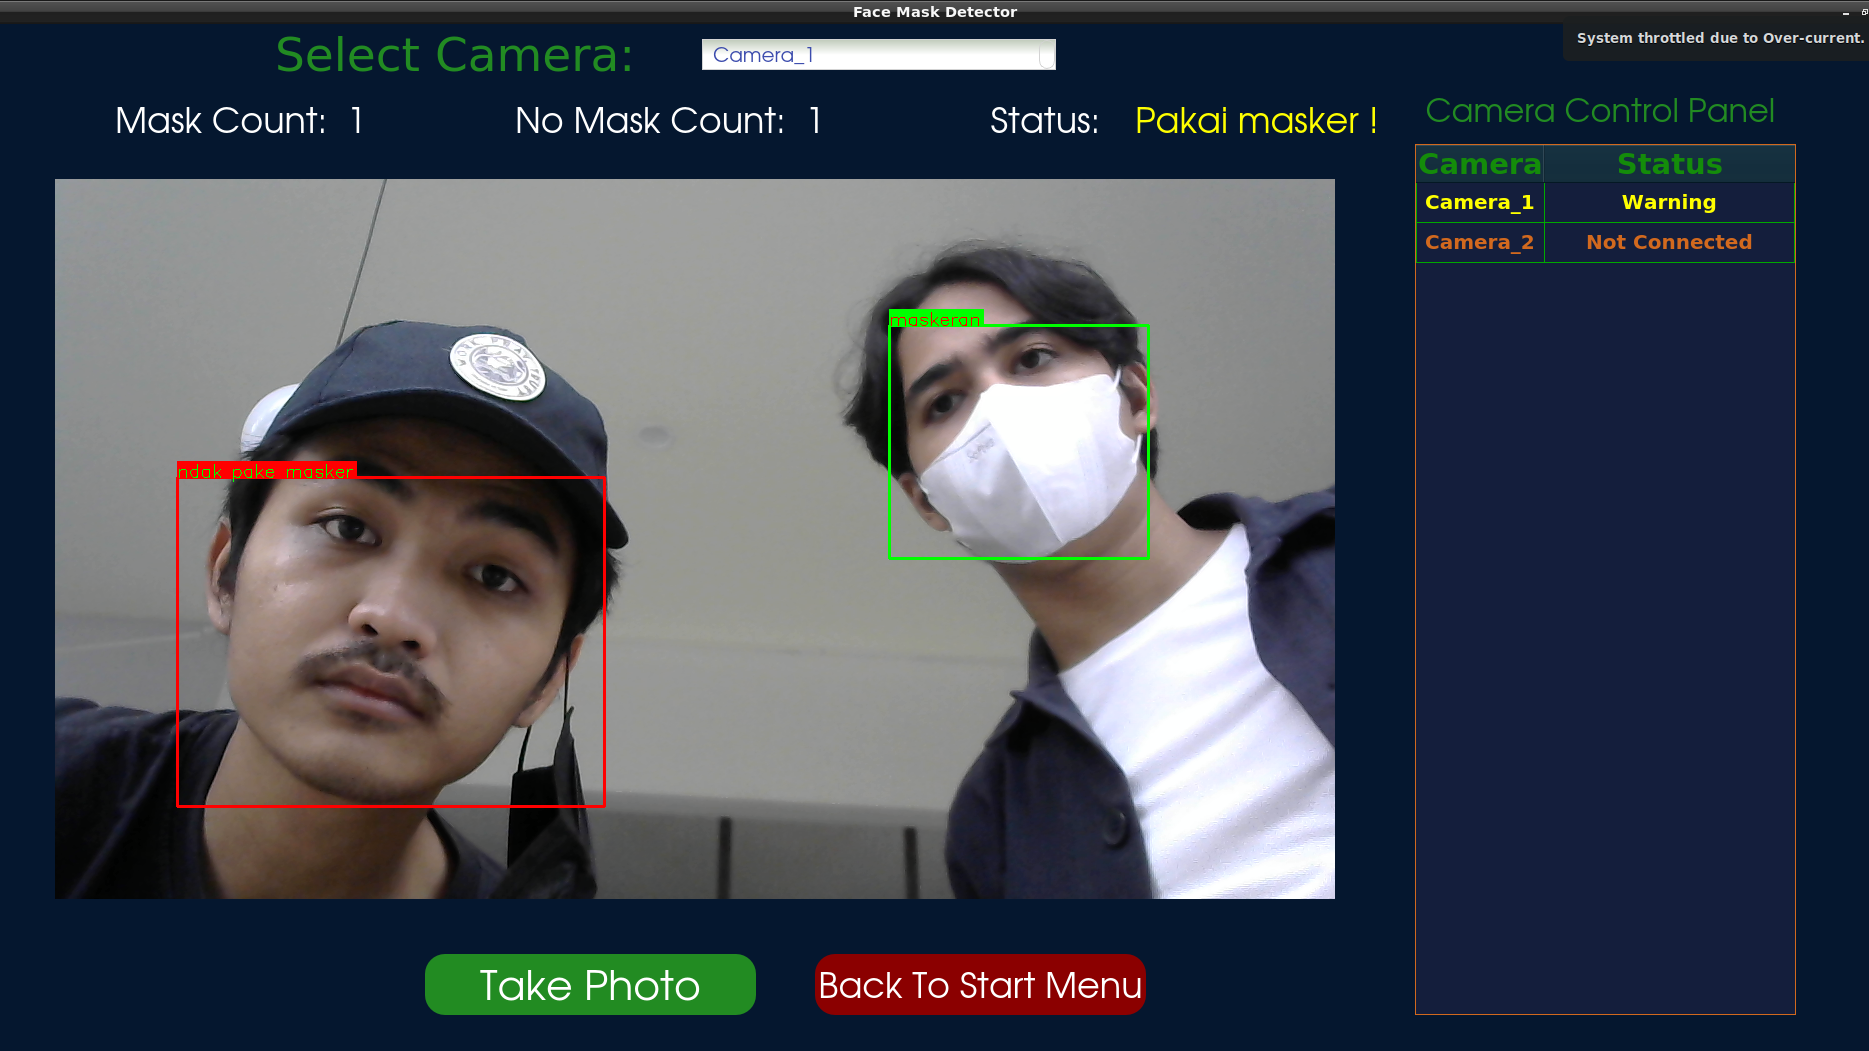 Face Mask Detector
System throttled due to Over-current.
Select Camera:
Camera_1
Mask Count: 1
No Mask Count: 1
Status: Pakai masker !
Camera Control Panel
Camera Status
Camera_1 Warning
Camera_2 Not Connected
maskeran
ndak pake masker
Take Photo
Back To Start Menu